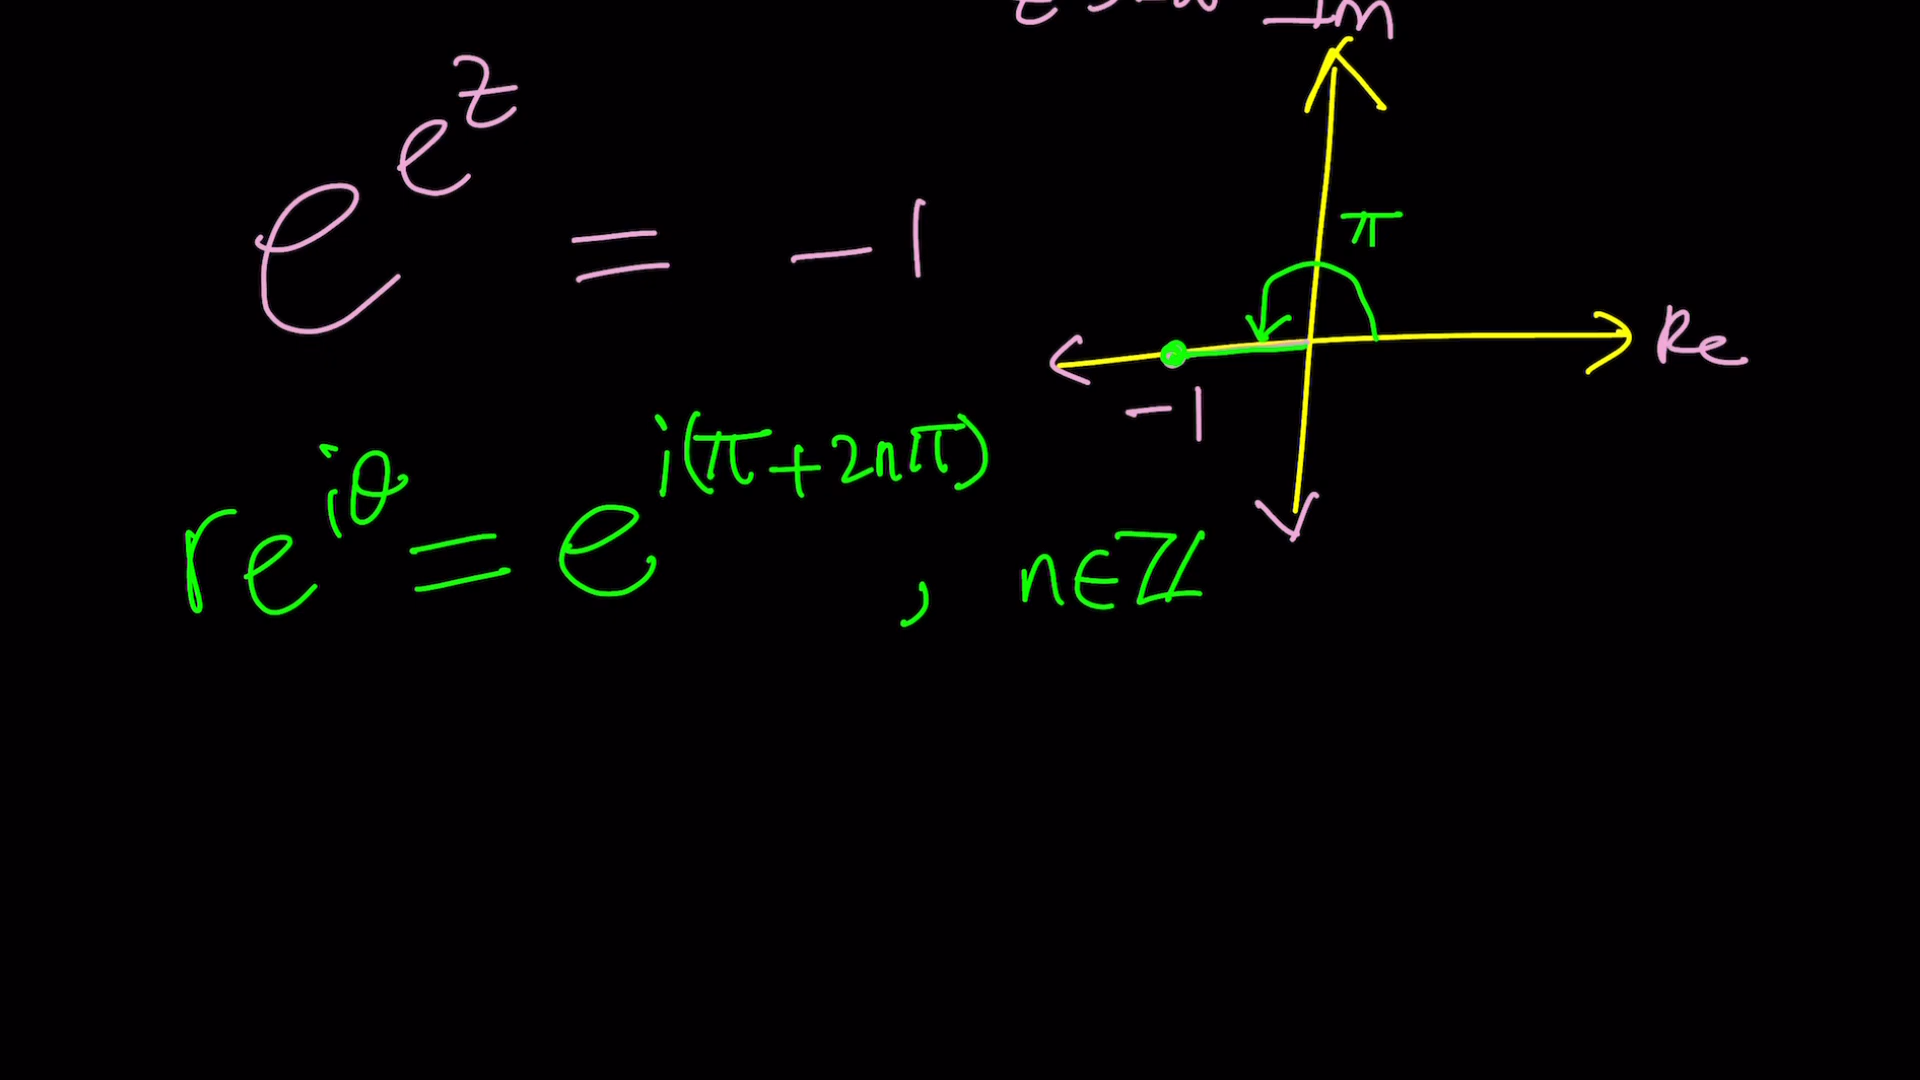 Im
e^{e^z} = -1
π
Re
-1
re^{iθ} = e^{i(π+2nπ)} , n∈ℤ